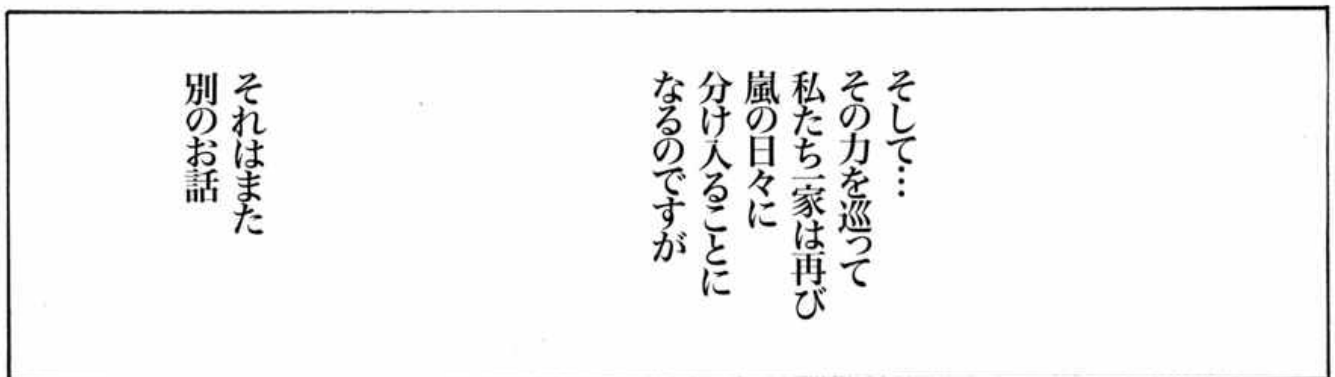 そして…
その力を巡って
私たち一家は再び
嵐の日々に
分け入ることに
なるのですが
それはまた
別のお話